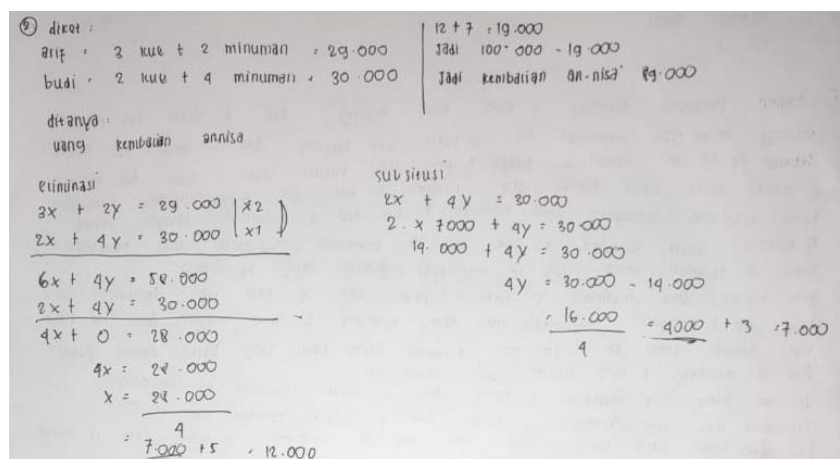 ② diket :
arif : 3 kue + 2 minuman = 29.000
budi : 2 kue + 4 minuman = 30.000
ditanya :
uang kembalian annisa
eliminasi
3x + 2y = 29.000 | x2
2x + 4y = 30.000 | x1
6x + 4y = 58.000
2x + 4y = 30.000 -
4x + 0 = 28.000
4x = 28.000
x = 28.000
4
= 7.000 + 5 = 12.000
12 + 7 = 19.000
Jadi 100.000 - 19.000
Jadi kembalian an-nisa 89.000
subsitusi
2x + 4y = 30.000
2. x 7000 + 4y = 30.000
14.000 + 4y = 30.000
4y = 30.000 - 14.000
= 16.000
4
= 4000 + 3 = 7.000